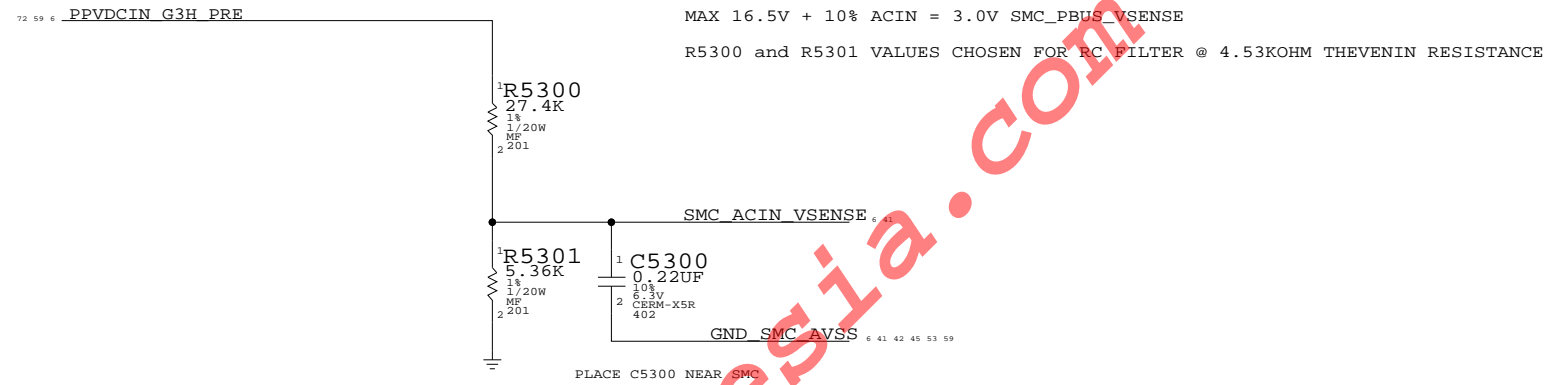 72 59 6 PPVDCIN_G3H_PRE
MAX 16.5V + 10% ACIN = 3.0V SMC_PBUS_VSENSE
R5300 and R5301 VALUES CHOSEN FOR RC FILTER @ 4.53KOHM THEVENIN RESISTANCE
1 R5300
27.4K
1%
1/20W
MF
2 201
SMC_ACIN_VSENSE 6 41
1 R5301
5.36K
1%
1/20W
MF
2 201
1 C5300
0.22UF
10%
6.3V
2 CERM-X5R
402
GND_SMC_AVSS 6 41 42 45 53 59
PLACE C5300 NEAR SMC
esia.com